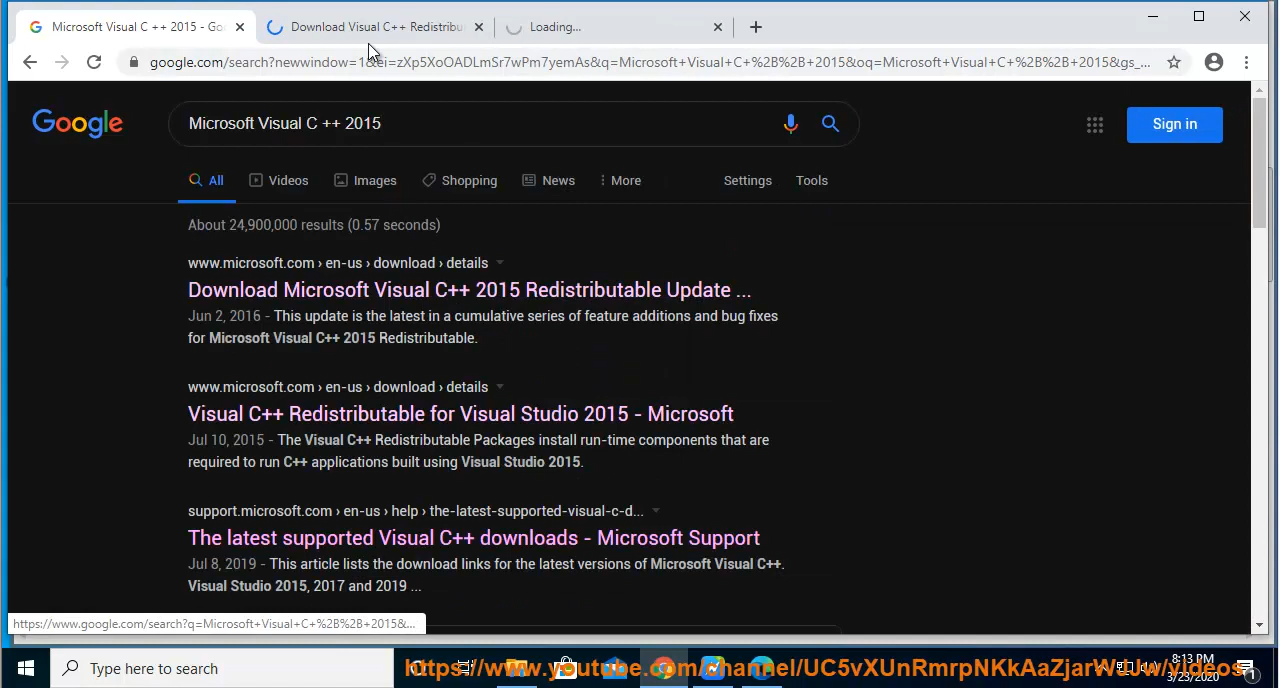 Microsoft Visual C ++ 2015 - Go
Download Visual C++ Redistribu
Loading...
google.com/search?newwindow=1&ei=zXp5XoOADLmSr7wPm7yemAs&q=Microsoft+Visual+C+%2B%2B+2015&oq=Microsoft+Visual+C+%2B%2B+2015&gs_...
Google
Microsoft Visual C ++ 2015
Sign in
All
Videos
Images
Shopping
News
More
Settings
Tools
About 24,900,000 results (0.57 seconds)
www.microsoft.com › en-us › download › details
Download Microsoft Visual C++ 2015 Redistributable Update ...
Jun 2, 2016 - This update is the latest in a cumulative series of feature additions and bug fixes
for Microsoft Visual C++ 2015 Redistributable.
www.microsoft.com › en-us › download › details
Visual C++ Redistributable for Visual Studio 2015 - Microsoft
Jul 10, 2015 - The Visual C++ Redistributable Packages install run-time components that are
required to run C++ applications built using Visual Studio 2015.
support.microsoft.com › en-us › help › the-latest-supported-visual-c-d...
The latest supported Visual C++ downloads - Microsoft Support
Jul 8, 2019 - This article lists the download links for the latest versions of Microsoft Visual C++.
Visual Studio 2015, 2017 and 2019 ...
https://www.google.com/search?q=Microsoft+Visual+C+%2B%2B+2015&...
Type here to search
https://www.youtube.com/channel/UC5vXUnRmrpNKkAaZjarWUJw/videos
8:13 PM
3/23/2020
1